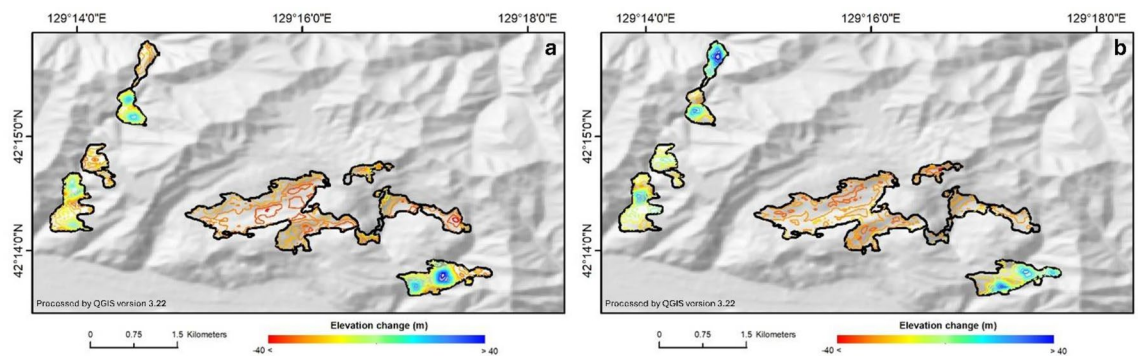 129°14'0"E 129°16'0"E 129°18'0"E
a
42°15'0"N
42°14'0"N
Processed by QGIS version 3.22
Elevation change (m)
0 0.75 1.5 Kilometers
-40 < > 40
129°14'0"E 129°16'0"E 129°18'0"E
b
42°15'0"N
42°14'0"N
Processed by QGIS version 3.22
Elevation change (m)
0 0.75 1.5 Kilometers
-40 < > 40